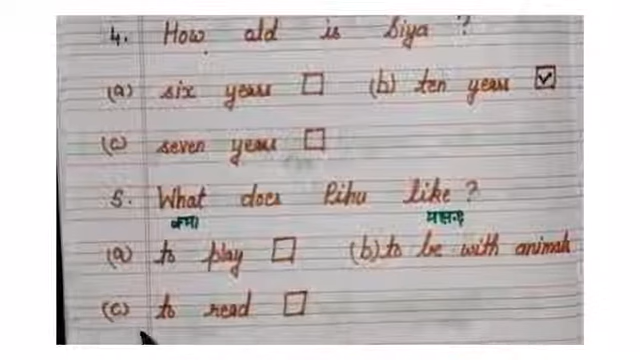 4. How old is Siya ?
(a) six years ☐ (b) ten years ☑
(c) seven years ☐
5. What does Pihu like ?
क्या पसन्द
(a) to play ☐ (b) to be with animals
(c) to read ☐